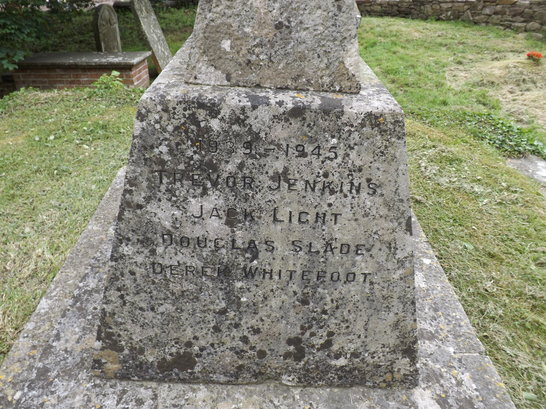 1939-1945
TREVOR JENKINS
JACK LIGHT
DOUGLAS SLADE
DEREK WHITEFOOT